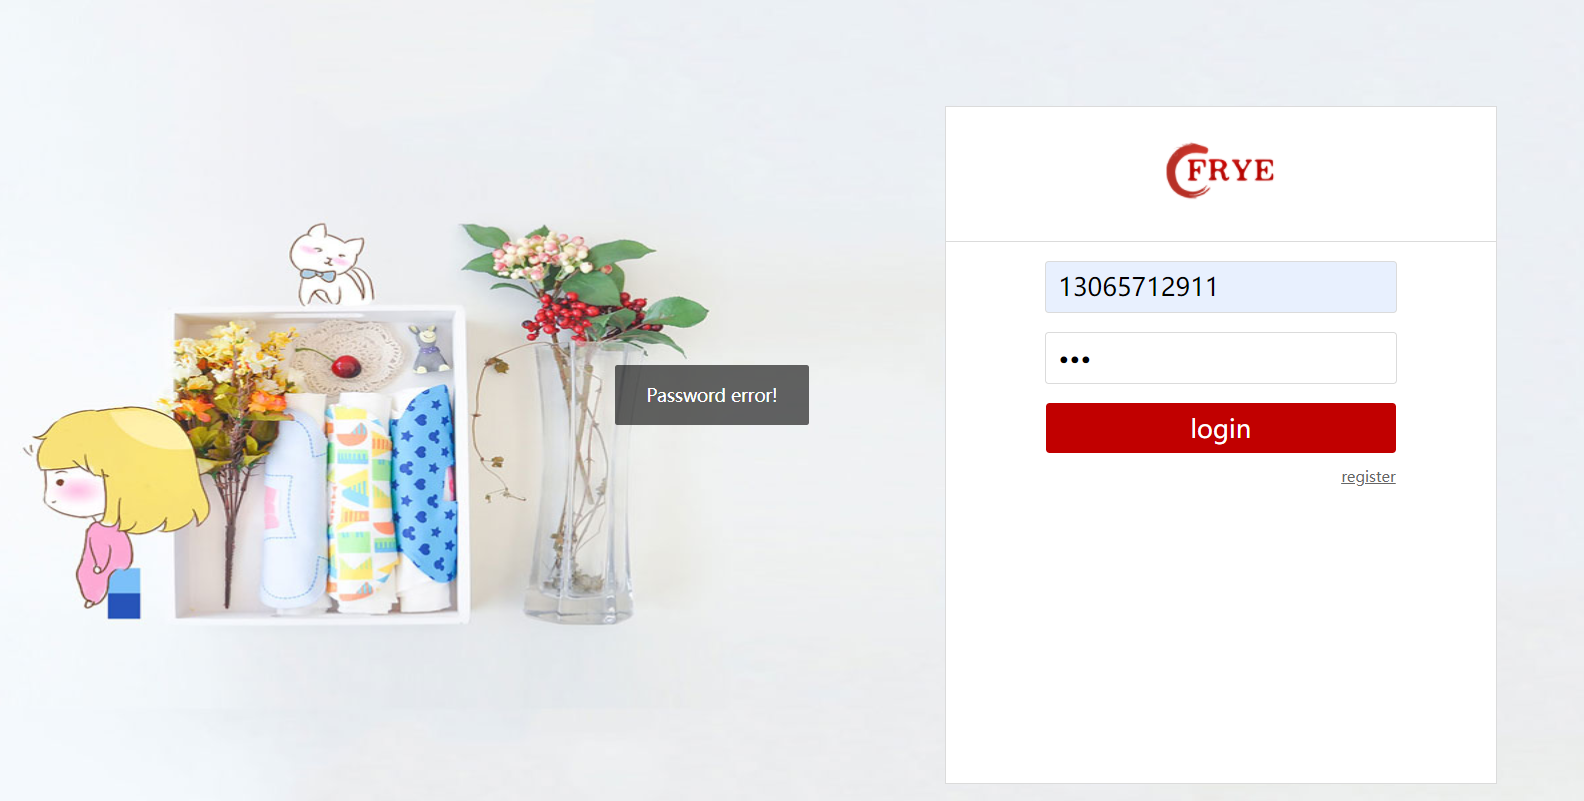 FRYE
13065712911
•••
Password error!
login
register